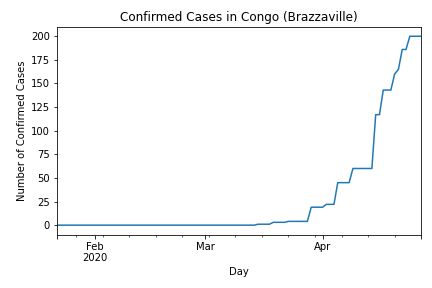 Confirmed Cases in Congo (Brazzaville)
200
175
150
125
100
75
50
25
0
Number of Confirmed Cases
Feb
2020
Mar
Apr
Day